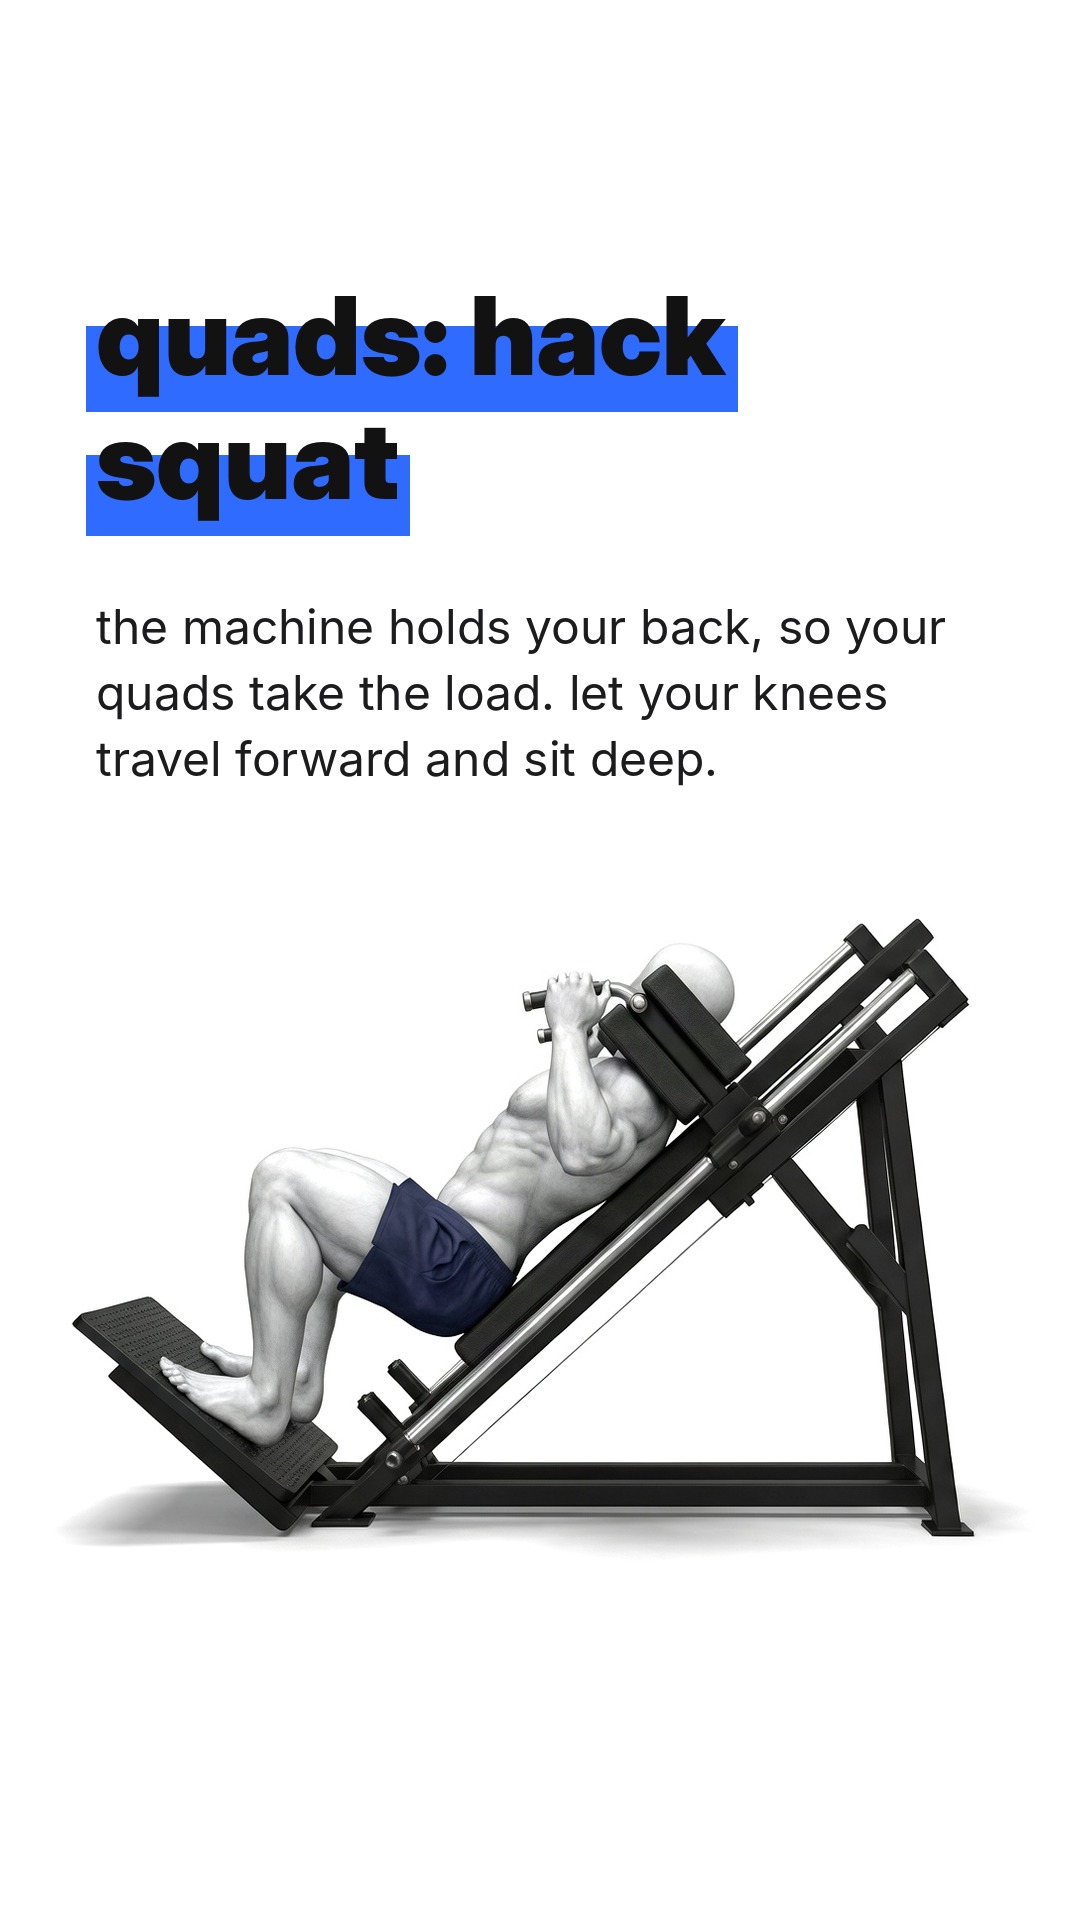 quads: hack
squat
the machine holds your back, so your
quads take the load. let your knees
travel forward and sit deep.